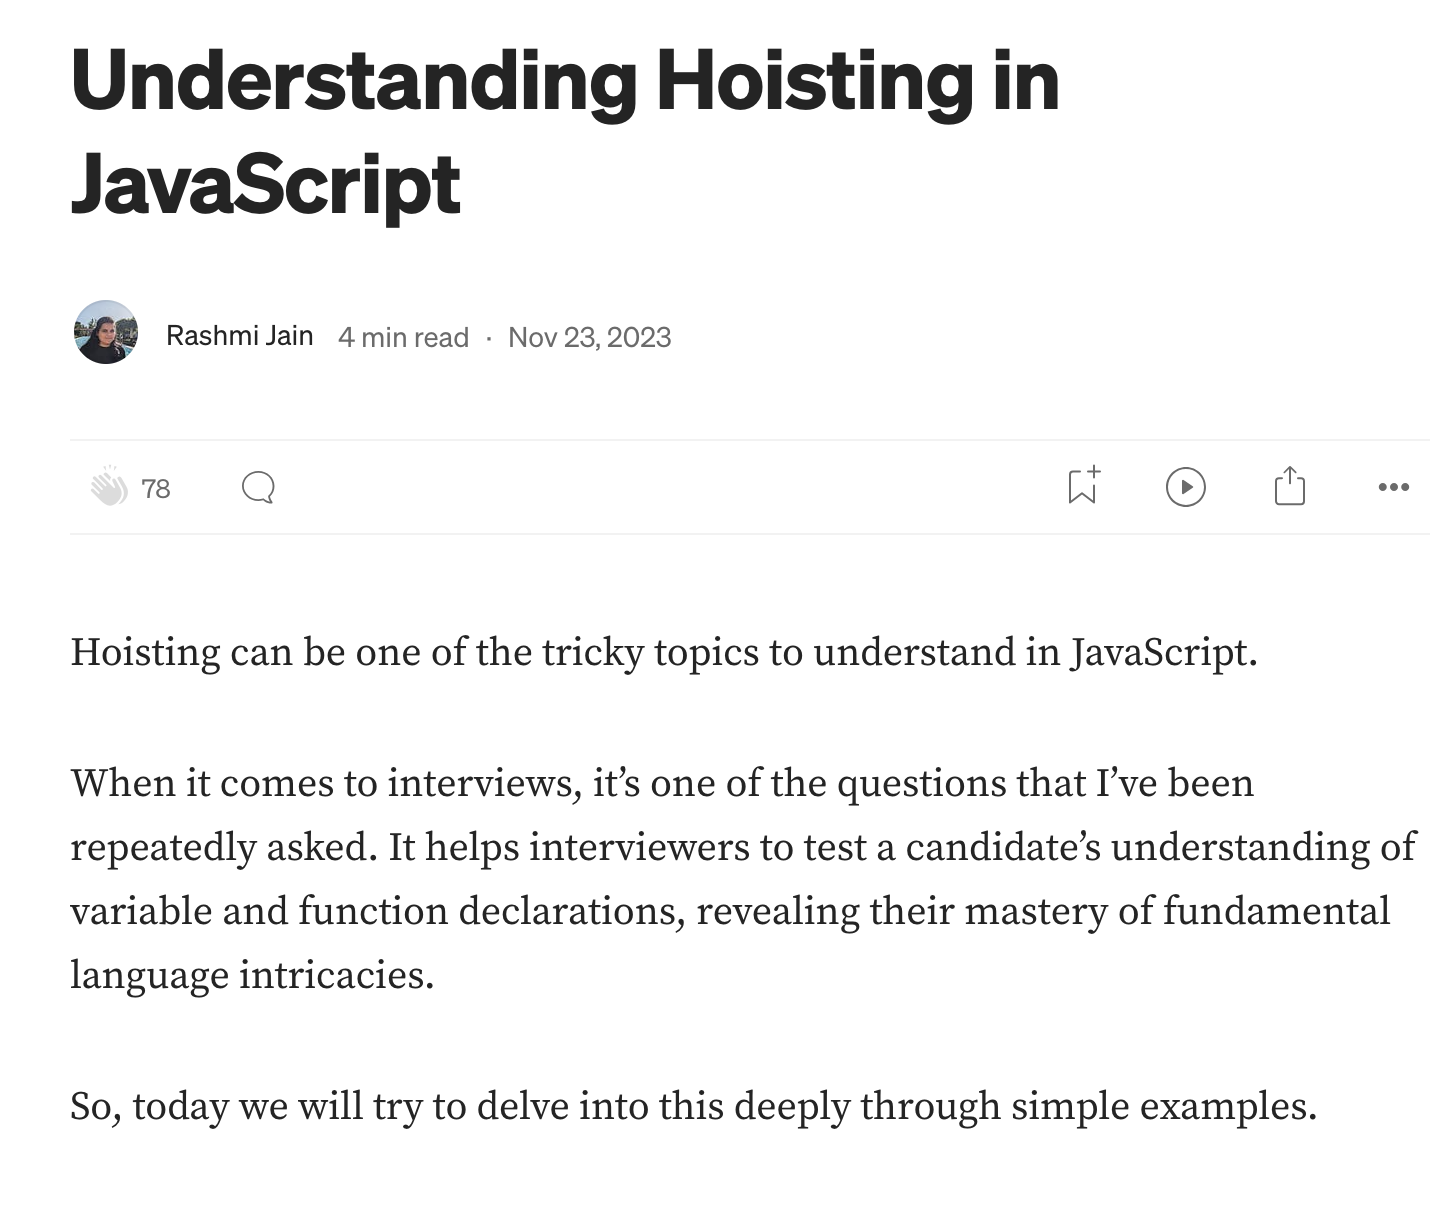 Understanding Hoisting in
JavaScript
Rashmi Jain 4 min read · Nov 23, 2023
78
Hoisting can be one of the tricky topics to understand in JavaScript.
When it comes to interviews, it’s one of the questions that I’ve been
repeatedly asked. It helps interviewers to test a candidate’s understanding of
variable and function declarations, revealing their mastery of fundamental
language intricacies.
So, today we will try to delve into this deeply through simple examples.